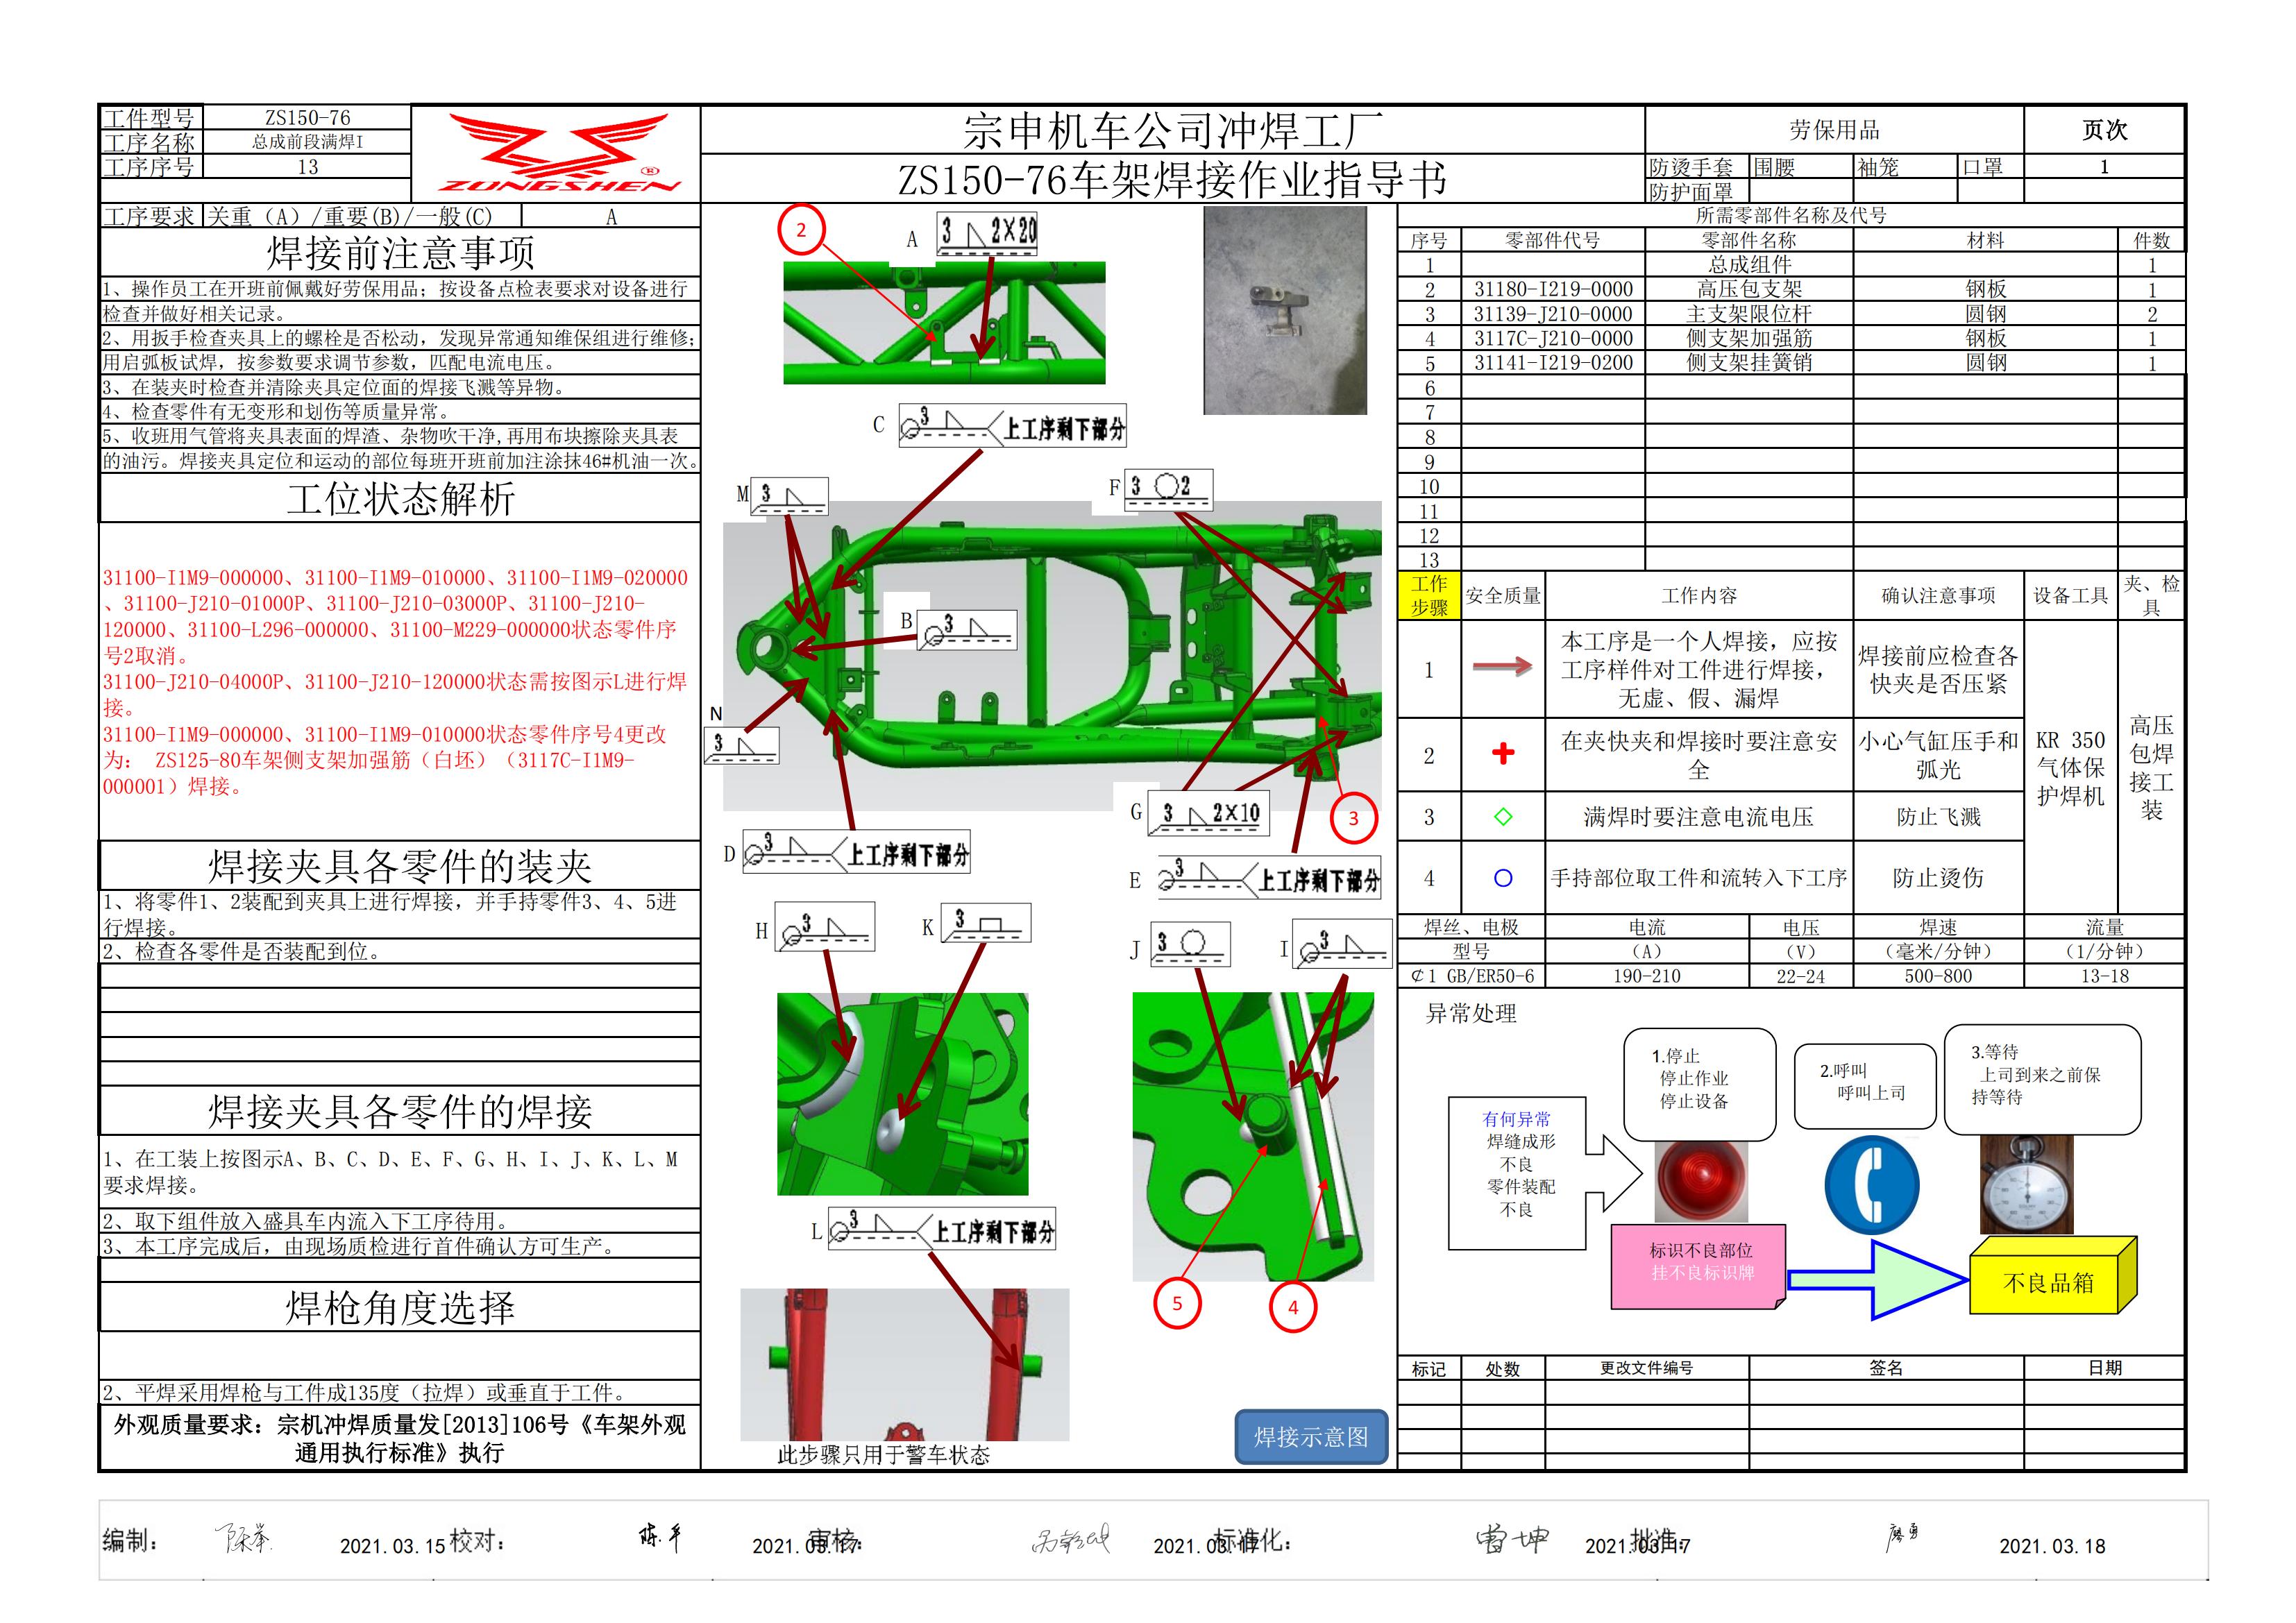 工件型号 ZS150-76
工序名称 总成前段满焊I
工序序号 13
ZONGSHEN ®
宗申机车公司冲焊工厂
ZS150-76车架焊接作业指导书
劳保用品
页次
防烫手套 围腰 袖笼 口罩
防护面罩
1
工序要求 关重（A）/重要(B)/一般(C) A
焊接前注意事项
1、操作员工在开班前佩戴好劳保用品；按设备点检表要求对设备进行
检查并做好相关记录。
2、用扳手检查夹具上的螺栓是否松动，发现异常通知维保组进行维修；
用启弧板试焊，按参数要求调节参数，匹配电流电压。
3、在装夹时检查并清除夹具定位面的焊接飞溅等异物。
4、检查零件有无变形和划伤等质量异常。
5、收班用气管将夹具表面的焊渣、杂物吹干净,再用布块擦除夹具表
的油污。焊接夹具定位和运动的部位每班开班前加注涂抹46#机油一次。
工位状态解析
31100-I1M9-000000、31100-I1M9-010000、31100-I1M9-020000
、31100-J210-01000P、31100-J210-03000P、31100-J210-
120000、31100-L296-000000、31100-M229-000000状态零件序
号2取消。
31100-J210-04000P、31100-J210-120000状态需按图示L进行焊
接。
31100-I1M9-000000、31100-I1M9-010000状态零件序号4更改
为： ZS125-80车架侧支架加强筋（白坯）（3117C-I1M9-
000001）焊接。
焊接夹具各零件的装夹
1、将零件1、2装配到夹具上进行焊接，并手持零件3、4、5进
行焊接。
2、检查各零件是否装配到位。
焊接夹具各零件的焊接
1、在工装上按图示A、B、C、D、E、F、G、H、I、J、K、L、M
要求焊接。
2、取下组件放入盛具车内流入下工序待用。
3、本工序完成后，由现场质检进行首件确认方可生产。
焊枪角度选择
2、平焊采用焊枪与工件成135度（拉焊）或垂直于工件。
外观质量要求：宗机冲焊质量发[2013]106号《车架外观
通用执行标准》执行
2
A 3 2×20
C 3 上工序剩下部分
M 3
F 3 2
B 3
N
3
G 3 2×10
3
D 3 上工序剩下部分
E 3 上工序剩下部分
H 3
K 3
J 3
I 3
L 3 上工序剩下部分
5
4
此步骤只用于警车状态
焊接示意图
所需零部件名称及代号
序号 零部件代号 零部件名称 材料 件数
1 总成组件 1
2 31180-I219-0000 高压包支架 钢板 1
3 31139-J210-0000 主支架限位杆 圆钢 2
4 3117C-J210-0000 侧支架加强筋 钢板 1
5 31141-I219-0200 侧支架挂簧销 圆钢 1
6
7
8
9
10
11
12
13
工作
步骤
安全质量 工作内容 确认注意事项 设备工具
夹、检
具
1
本工序是一个人焊接，应按
工序样件对工件进行焊接，
无虚、假、漏焊
焊接前应检查各
快夹是否压紧
2
在夹快夹和焊接时要注意安
全
小心气缸压手和
弧光
3 满焊时要注意电流电压 防止飞溅
4 手持部位取工件和流转入下工序 防止烫伤
KR 350
气体保
护焊机
高压
包焊
接工
装
焊丝、电极 电流 电压 焊速 流量
型号 （A） （V） （毫米/分钟） （1/分钟）
￠1 GB/ER50-6 190-210 22-24 500-800 13-18
异常处理
有何异常
焊缝成形
不良
零件装配
不良
1.停止
停止作业
停止设备
2.呼叫
呼叫上司
3.等待
上司到来之前保
持等待
标识不良部位
挂不良标识牌
不良品箱
标记 处数 更改文件编号 签名 日期
编制： 2021.03.15 校对： 陈平 2021.03.17 审核： 2021.03.17 标准化： 曾坤 2021.03.17 批准： 廖勇 2021.03.18